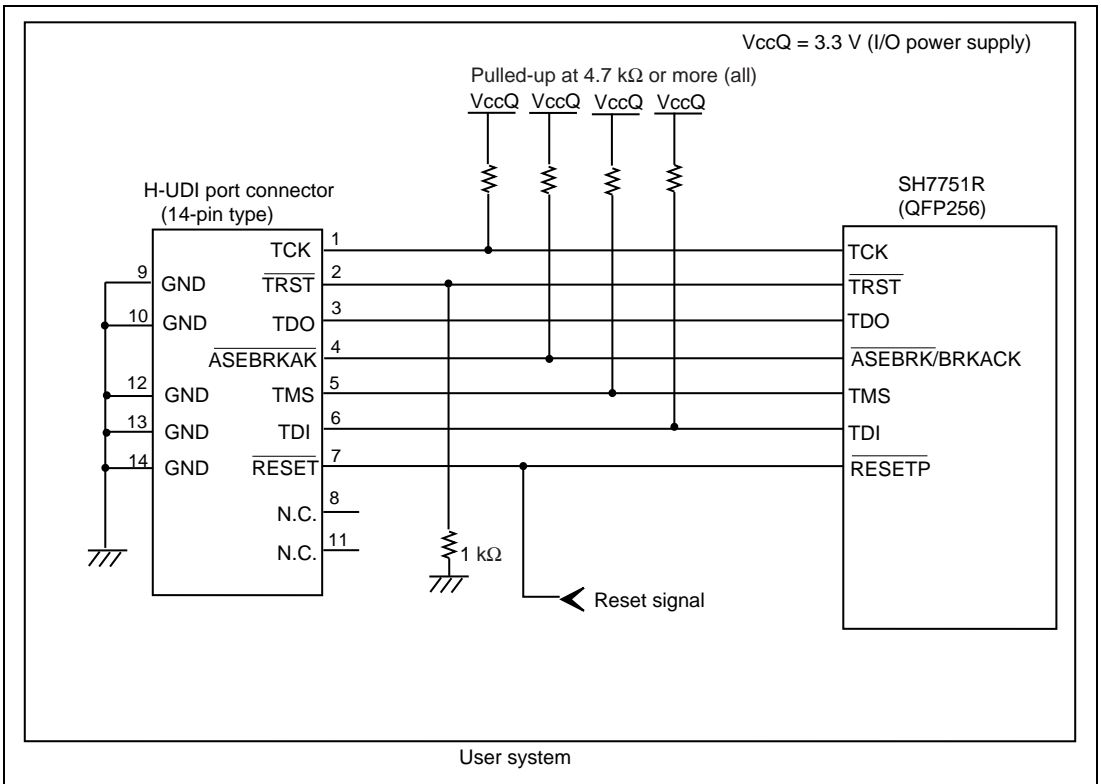 VccQ = 3.3 V (I/O power supply)
Pulled-up at 4.7 kΩ or more (all)
VccQ VccQ VccQ VccQ
H-UDI port connector
(14-pin type)
SH7751R
(QFP256)
TCK 1 TCK
9 GND TRST 2 TRST
10 GND TDO 3 TDO
ASEBRKAK 4 ASEBRK/BRKACK
12 GND TMS 5 TMS
13 GND TDI 6 TDI
14 GND RESET 7 RESETP
N.C. 8
N.C. 11
1 kΩ
Reset signal
User system